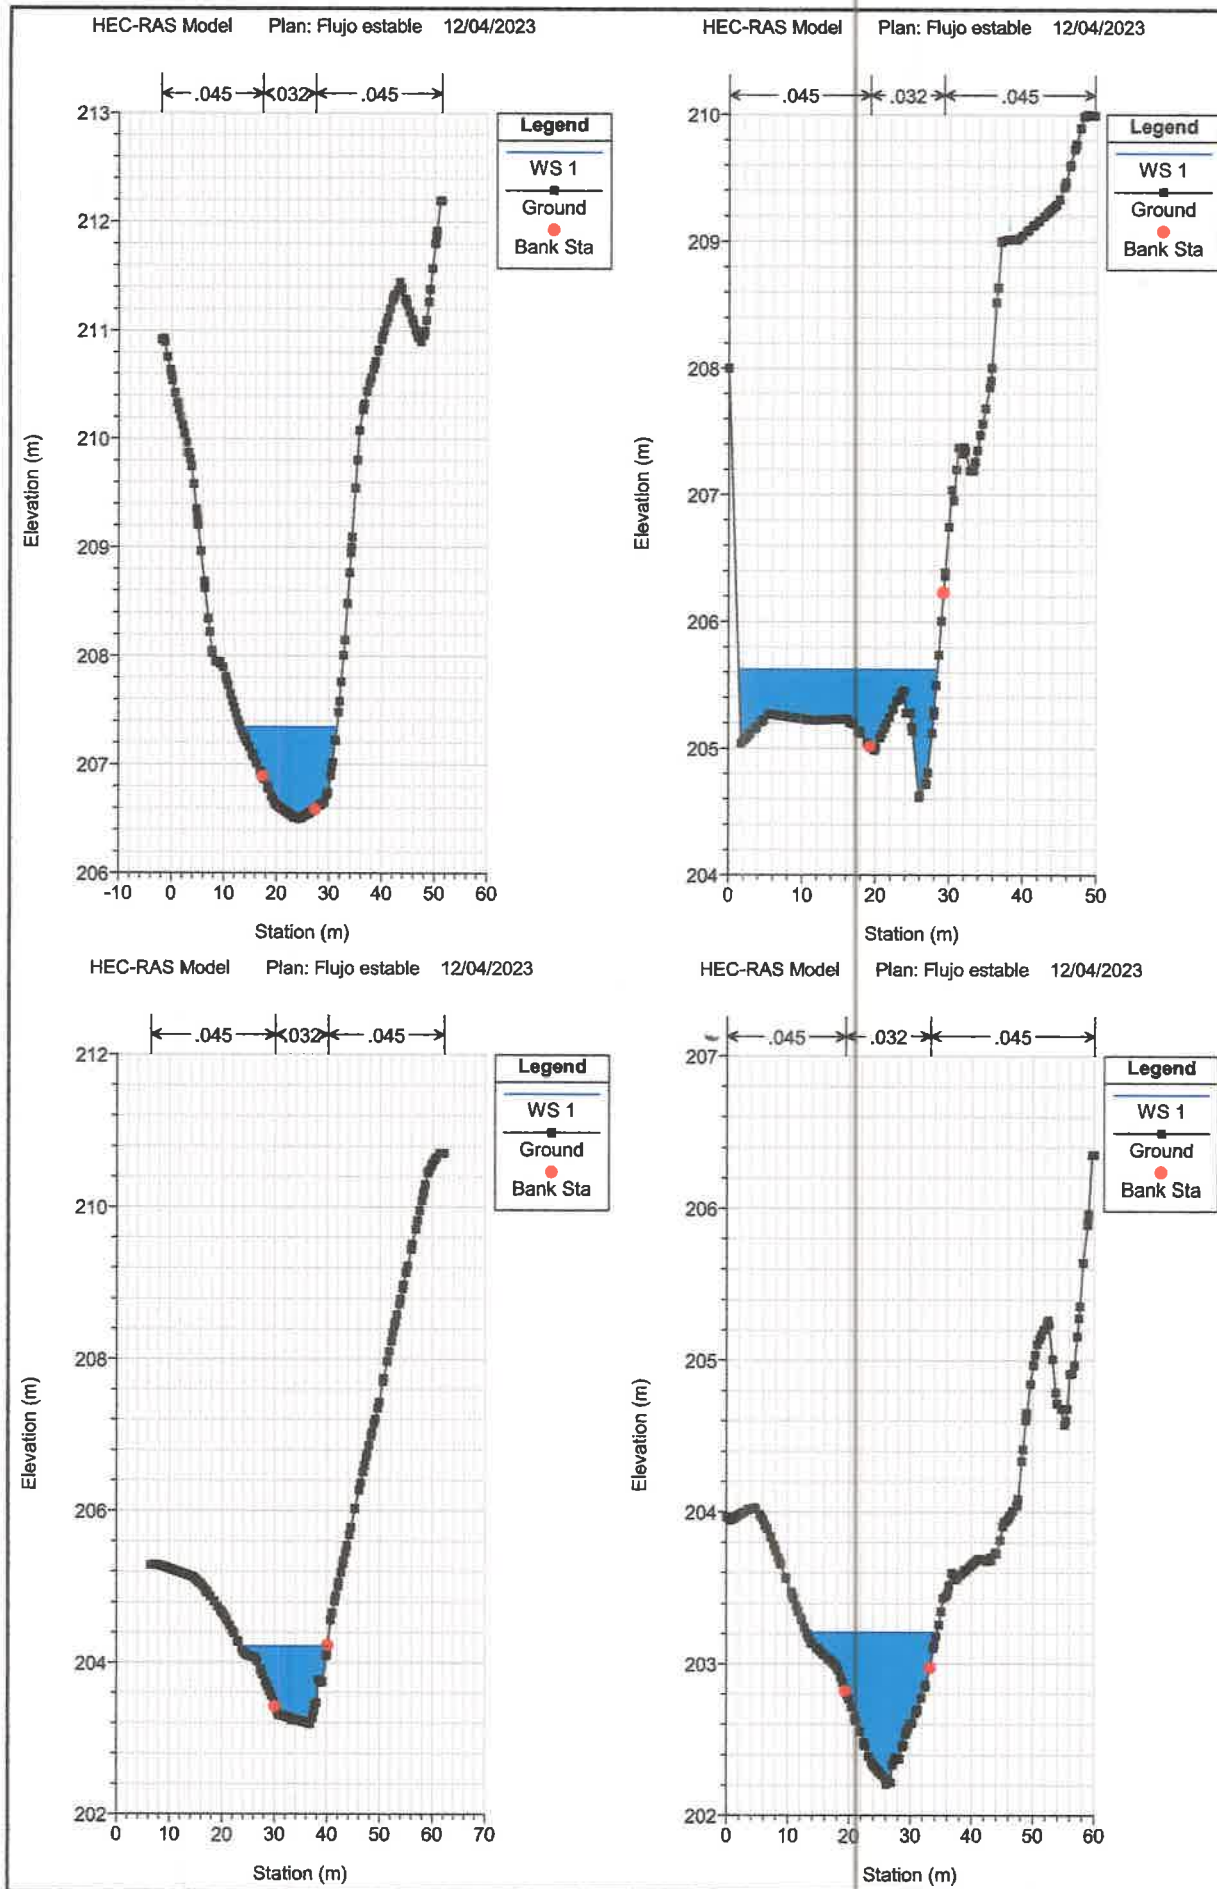 HEC-RAS Model Plan: Flujo estable 12/04/2023
.045 .032 .045
213
212
211
210
209
208
207
206
-10 0 10 20 30 40 50 60
Elevation (m)
Station (m)
Legend
WS 1
Ground
Bank Sta
HEC-RAS Model Plan: Flujo estable 12/04/2023
.045 .032 .045
210
209
208
207
206
205
204
0 10 20 30 40 50
Elevation (m)
Station (m)
Legend
WS 1
Ground
Bank Sta
HEC-RAS Model Plan: Flujo estable 12/04/2023
.045 .032 .045
212
210
208
206
204
202
0 10 20 30 40 50 60 70
Elevation (m)
Station (m)
Legend
WS 1
Ground
Bank Sta
HEC-RAS Model Plan: Flujo estable 12/04/2023
.045 .032 .045
207
206
205
204
203
202
0 10 20 30 40 50 60
Elevation (m)
Station (m)
Legend
WS 1
Ground
Bank Sta